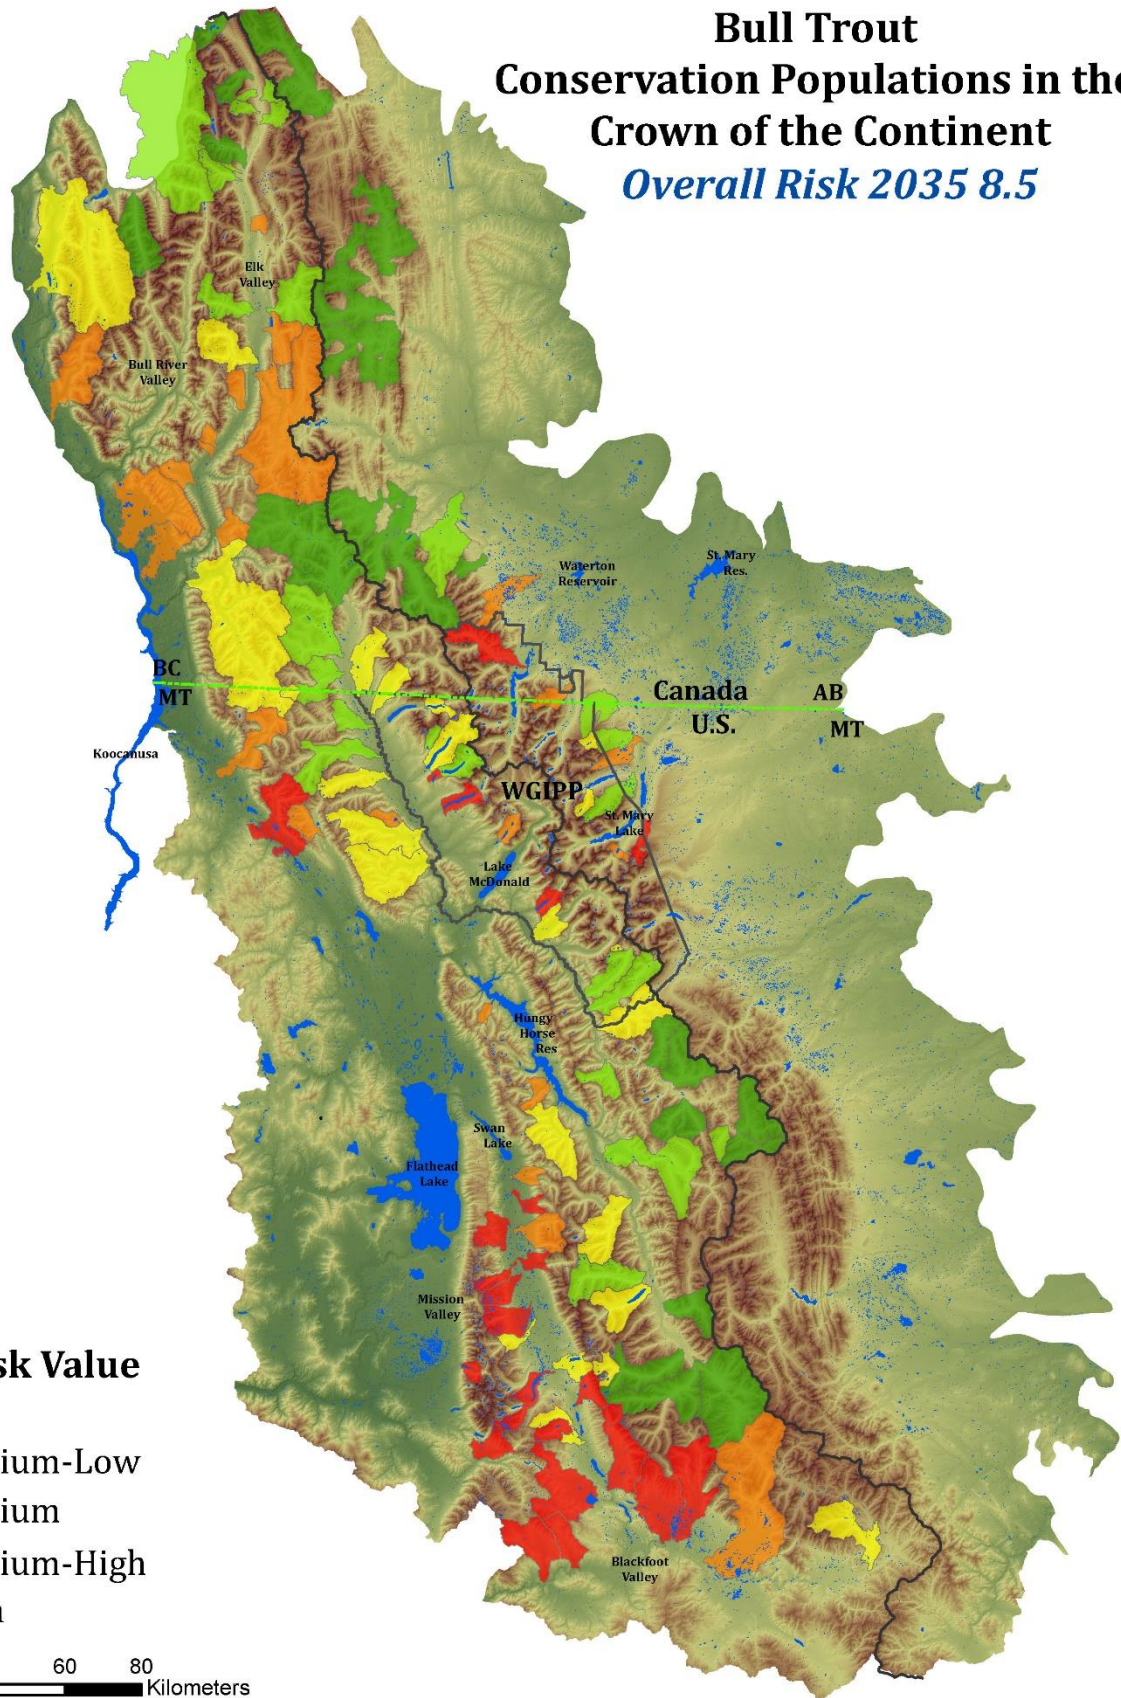 Bull Trout
Conservation Populations in the
Crown of the Continent
Overall Risk 2035 8.5
Elk
Valley
Bull River
Valley
Waterton
Reservoir
St. Mary
Res.
BC
MT
Canada
U.S.
AB
MT
Koocanusa
WGIPP
St. Mary
Lake
Lake
McDonald
Hungy
Horse
Res
Swan
Lake
Flathead
Lake
Mission
Valley
Blackfoot
Valley
sk Value
ium-Low
ium
ium-High
60 80
Kilometers